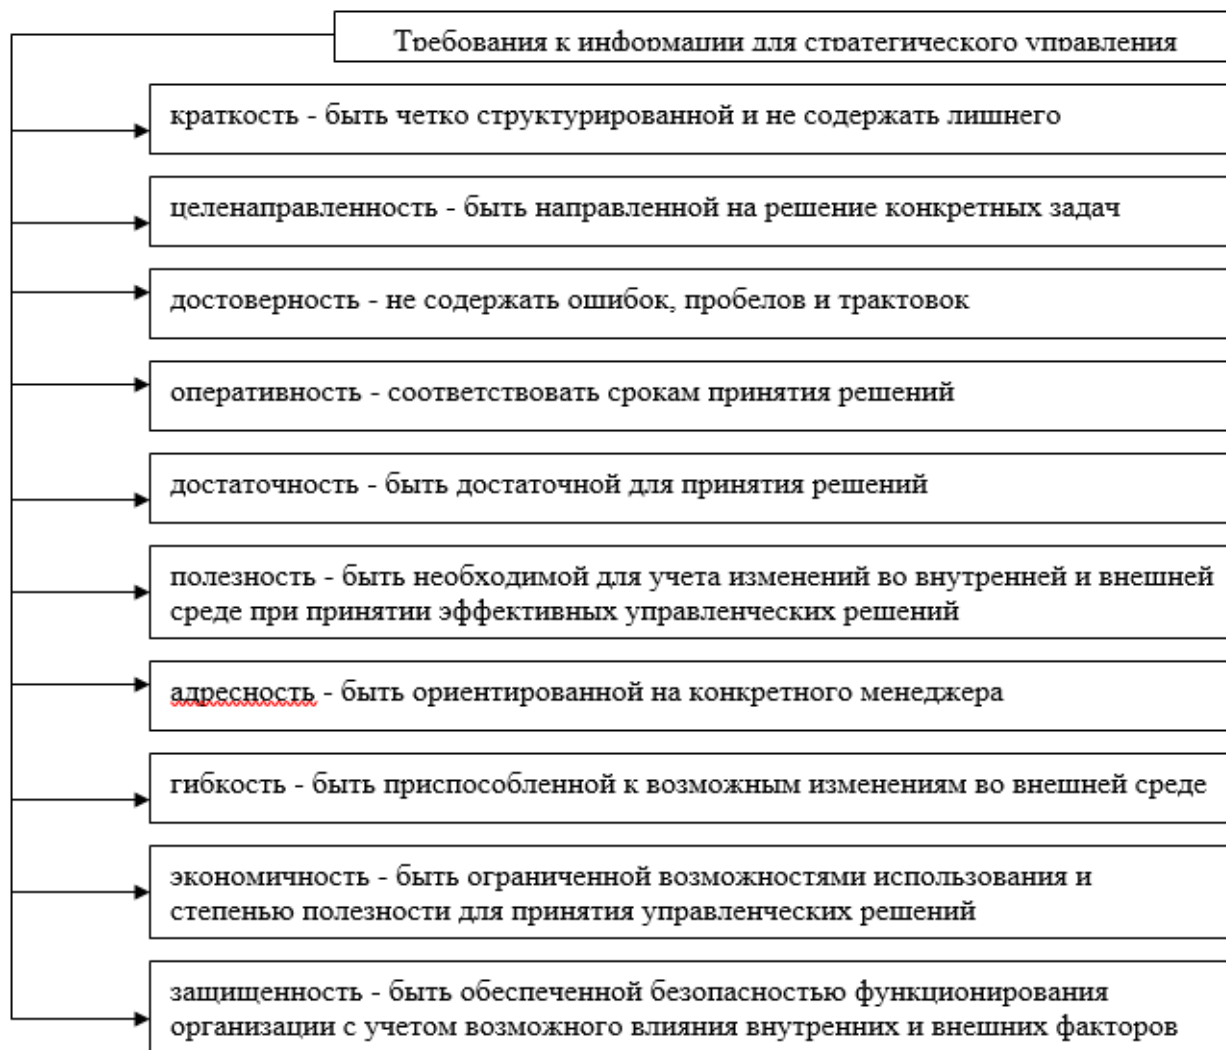 Требования к информации для стратегического управления
краткость - быть четко структурированной и не содержать лишнего
целенаправленность - быть направленной на решение конкретных задач
достоверность - не содержать ошибок, пробелов и трактовок
оперативность - соответствовать срокам принятия решений
достаточность - быть достаточной для принятия решений
полезность - быть необходимой для учета изменений во внутренней и внешней
среде при принятии эффективных управленческих решений
адресность - быть ориентированной на конкретного менеджера
гибкость - быть приспособленной к возможным изменениям во внешней среде
экономичность - быть ограниченной возможностями использования и
степенью полезности для принятия управленческих решений
защищенность - быть обеспеченной безопасностью функционирования
организации с учетом возможного влияния внутренних и внешних факторов